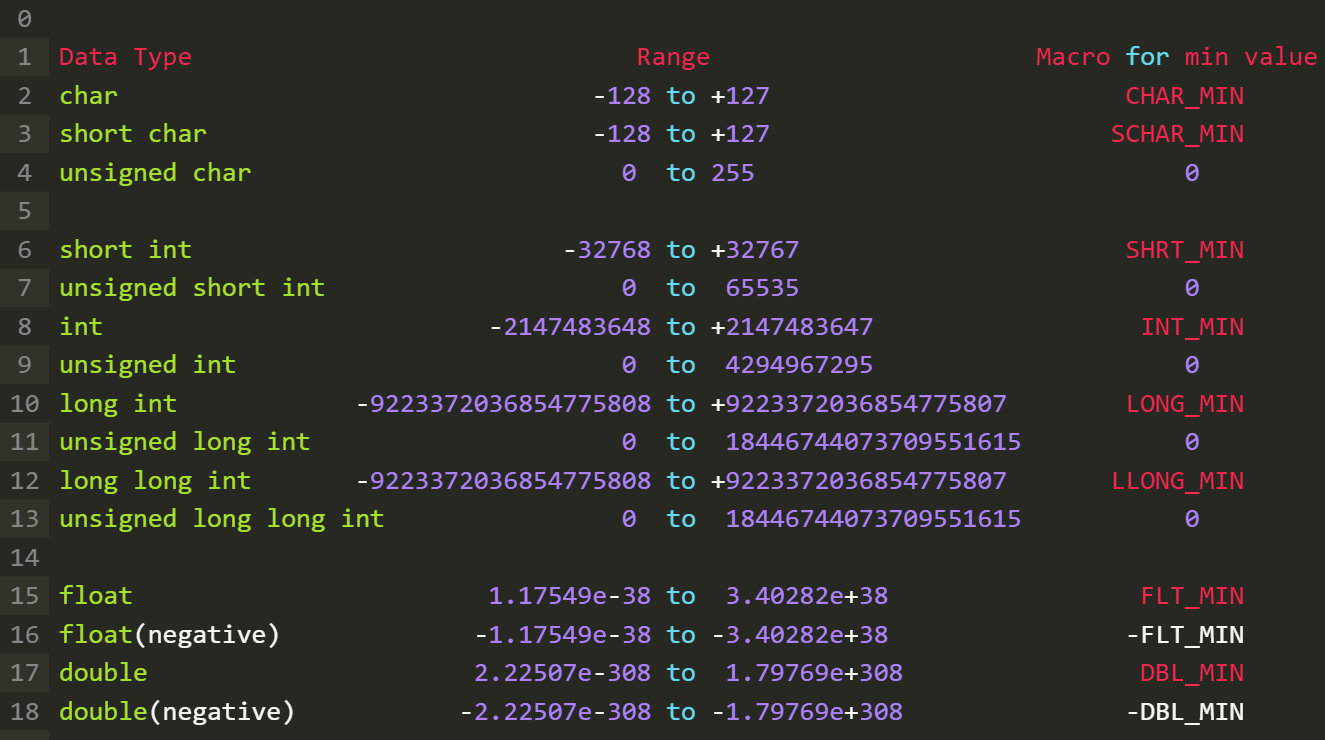 0
1 Data Type Range Macro for min value
2 char -128 to +127 CHAR_MIN
3 short char -128 to +127 SCHAR_MIN
4 unsigned char 0 to 255 0
5
6 short int -32768 to +32767 SHRT_MIN
7 unsigned short int 0 to 65535 0
8 int -2147483648 to +2147483647 INT_MIN
9 unsigned int 0 to 4294967295 0
10 long int -9223372036854775808 to +9223372036854775807 LONG_MIN
11 unsigned long int 0 to 18446744073709551615 0
12 long long int -9223372036854775808 to +9223372036854775807 LLONG_MIN
13 unsigned long long int 0 to 18446744073709551615 0
14
15 float 1.17549e-38 to 3.40282e+38 FLT_MIN
16 float(negative) -1.17549e-38 to -3.40282e+38 -FLT_MIN
17 double 2.22507e-308 to 1.79769e+308 DBL_MIN
18 double(negative) -2.22507e-308 to -1.79769e+308 -DBL_MIN